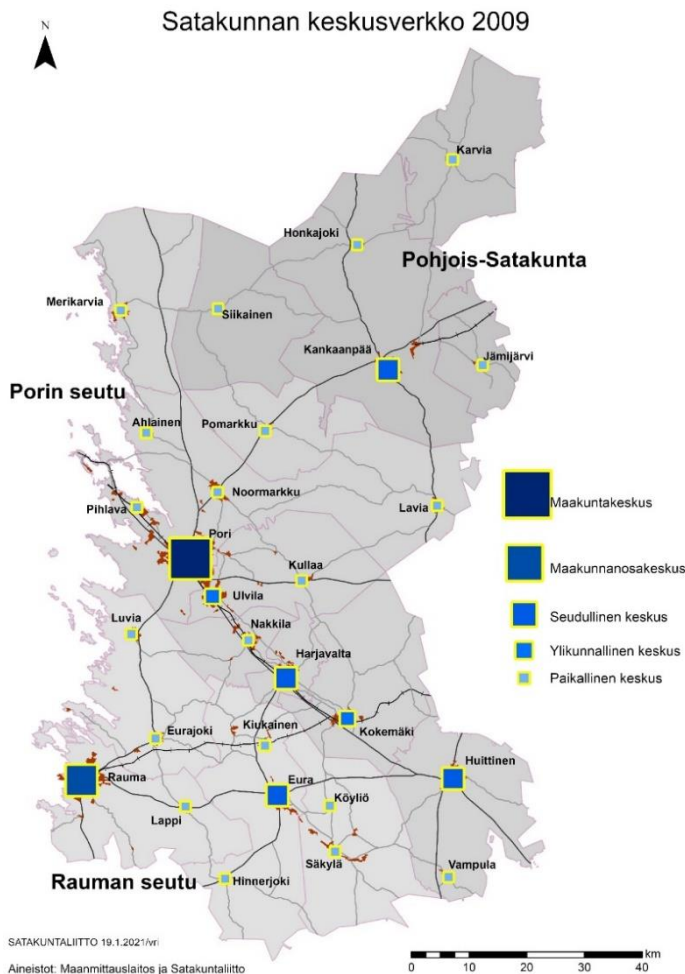 Satakunnan keskusverkko 2009
N
Karvia
Honkajoki
Pohjois-Satakunta
Merikarvia
Siikainen
Kankaanpää
Jämijärvi
Porin seutu
Ahlainen
Pomarkku
Noormarkku
Pihlava
Lavia
Maakuntakeskus
Pori
Kullaa
Maakunnanosakeskus
Ulvila
Luvia
Nakkila
Seudullinen keskus
Harjavalta
Ylikunnallinen keskus
Paikallinen keskus
Kiukainen
Kokemäki
Eurajoki
Huittinen
Rauma
Eura
Köyliö
Lappi
Säkylä
Vampula
Rauman seutu
Hinnerjoki
SATAKUNTALIITTO 19.1.2021/vri
Aineistot: Maanmittauslaitos ja Satakuntaliitto
0 5 10 20 30 40
km